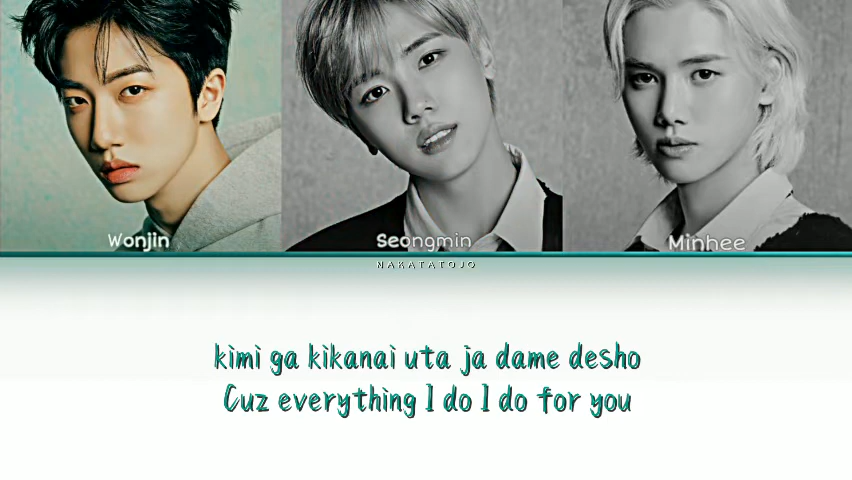 Wonjin
Seongmin
Minhee
NAKATATOJO
kimi ga kikanai uta ja dame desho
Cuz everything I do I do for you